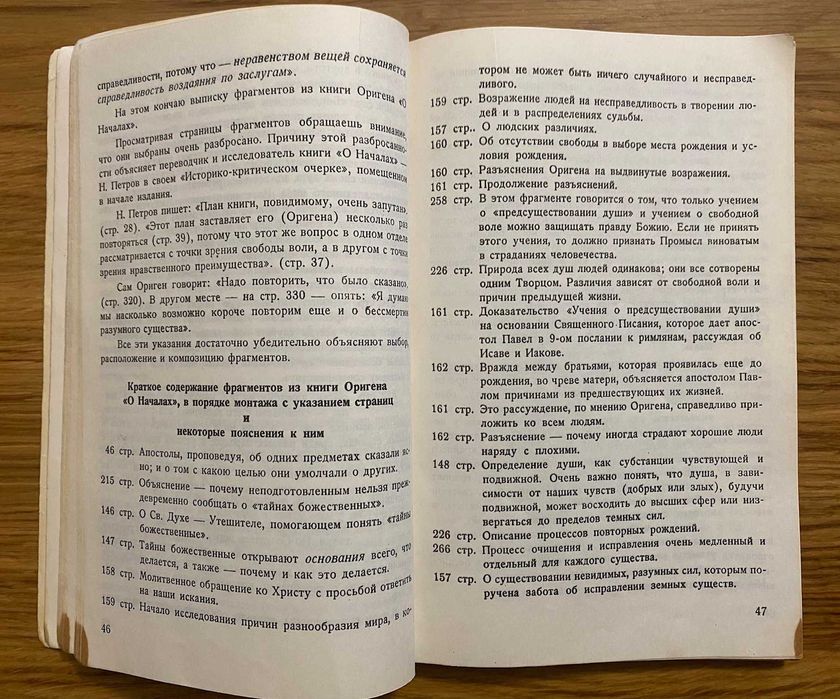 справедливости, потому что — неравенством вещей сохраняется
справедливость воздаяния по заслугам».
На этом кончаю выписку фрагментов из книги Оригена «О
Началах».
Просматривая страницы фрагментов обращаешь внимание,
что они выбраны очень разбросано. Причину этой разбросанно-
сти объясняет переводчик и исследователь книги «О Началах» —
Н. Петров в своем «Историко-критическом очерке», помещенном
в начале издания.
Н. Петров пишет: «План книги, повидимому, очень запутан»,
(стр. 28). «Этот план заставляет его (Оригена) несколько раз
повторяться (стр. 39), потому что этот же вопрос в одном отделе
рассматривается с точки зрения свободы воли, а в другом с точки
зрения нравственного преимущества». (стр. 37).
Сам Ориген говорит: «Надо повторить, что было сказано»,
(стр. 320). В другом месте — на стр. 330 — опять: «Я думаю
мы насколько возможно короче повторим еще и о бессмертии
разумного существа».
Все эти указания достаточно убедительно объясняют выбор,
расположение и композицию фрагментов.
Краткое содержание фрагментов из книги Оригена
«О Началах», в порядке монтажа с указанием страниц
и
некоторые пояснения к ним
46 стр. Апостолы, проповедуя, об одних предметах сказали яс-
но; и о том с какою целью они умолчали о других.
215 стр. Объяснение — почему неподготовленным нельзя преж-
девременно сообщать о «тайнах божественных».
146 стр. О Св. Духе — Утешителе, помогающем понять «тайны
божественные».
147 стр. Тайны божественные открывают основания всего, что
делается, а также — почему и как это делается.
158 стр. Молитвенное обращение ко Христу с просьбой ответить
на наши искания.
159 стр. Начало исследования причин разнообразия мира, в ко-
46
тором не может быть ничего случайного и несправед-
ливого.
159 стр. Возражение людей на несправедливость в творении лю-
дей и в распределениях судьбы.
157 стр.. О людских различиях.
160 стр. Об отсутствии свободы в выборе места рождения и ус-
ловия рождения.
160 стр. Разъяснения Оригена на выдвинутые возражения.
161 стр. Продолжение разъяснений.
258 стр. В этом фрагменте говорится о том, что только учением
о «предсуществовании души» и учением о свободной
воле можно защищать правду Божию. Если не принять
этого учения, то должно признать Промысл виноватым
в страданиях человечества.
226 стр. Природа всех душ людей одинакова; они все сотворены
одним Творцом. Различия зависят от свободной воли и
причин предыдущей жизни.
161 стр. Доказательство «Учения о предсуществовании души»
на основании Священного Писания, которое дает апос-
тол Павел в 9-ом послании к римлянам, рассуждая об
Исаве и Иакове.
162 стр. Вражда между братьями, которая проявилась еще до
рождения, во чреве матери, объясняется апостолом Пав-
лом причинами из предшествующих их жизней.
161 стр. Это рассуждение, по мнению Оригена, справедливо при-
ложить ко всем людям.
162 стр. Разъяснение — почему иногда страдают хорошие люди
наряду с плохими.
148 стр. Определение души, как субстанции чувствующей и
подвижной. Очень важно понять, что душа, в зави-
симости от наших чувств (добрых или злых), будучи
подвижной, может восходить до высших сфер или низ-
вергаться до пределов темных сил.
226 стр. Описание процессов повторных рождений.
266 стр. Процесс очищения и исправления очень медленный и
отдельный для каждого существа.
157 стр. О существовании невидимых, разумных сил, которым по-
ручена забота об исправлении земных существ.
47